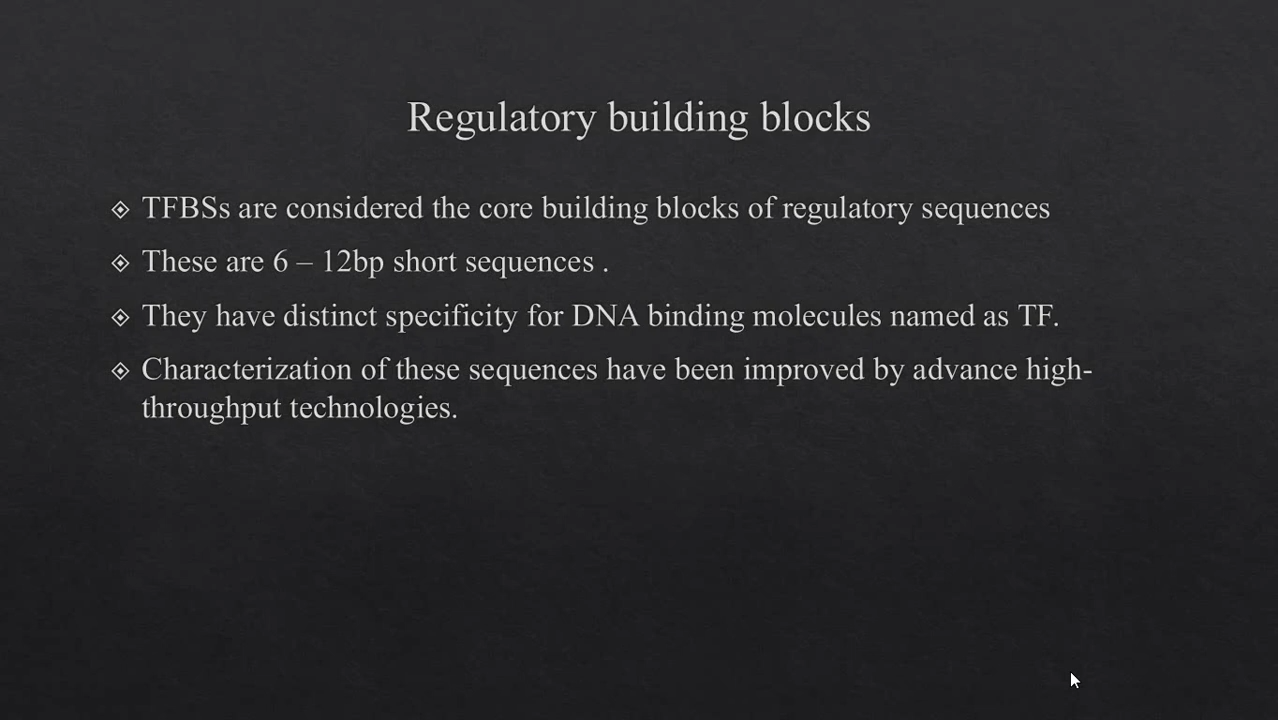 Regulatory building blocks
TFBSs are considered the core building blocks of regulatory sequences
These are 6 – 12bp short sequences .
They have distinct specificity for DNA binding molecules named as TF.
Characterization of these sequences have been improved by advance high-
throughput technologies.